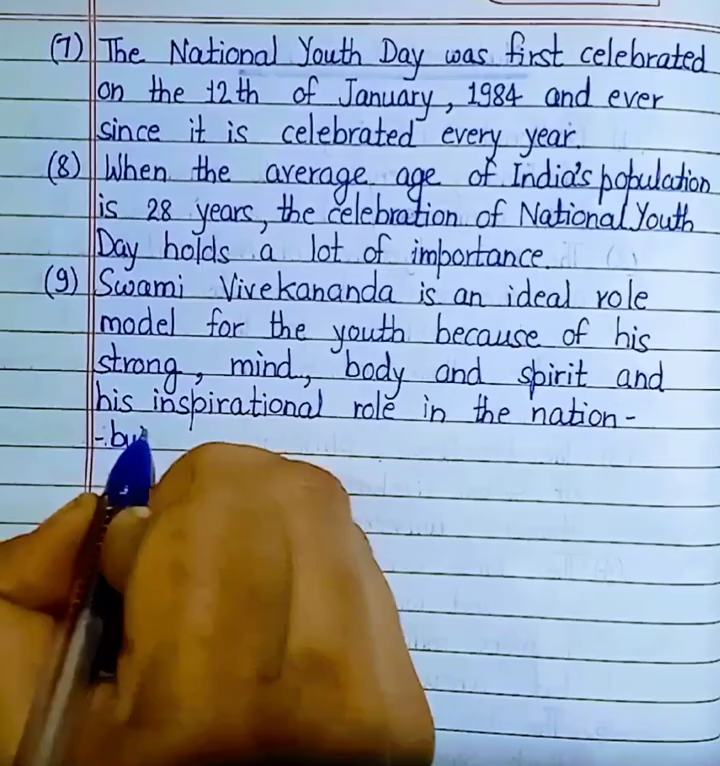 (7) The National Youth Day was first celebrated
on the 12th of January, 1984 and ever
since it is celebrated every year.
(8) When the average age of India's population
is 28 years, the celebration of National Youth
Day holds a lot of importance.
(9) Swami Vivekananda is an ideal role
model for the youth because of his
strong, mind, body and spirit and
his inspirational role in the nation-
-bui